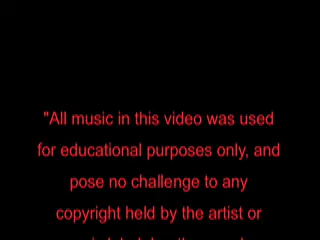 "All music in this video was used
for educational purposes only, and
pose no challenge to any
copyright held by the artist or